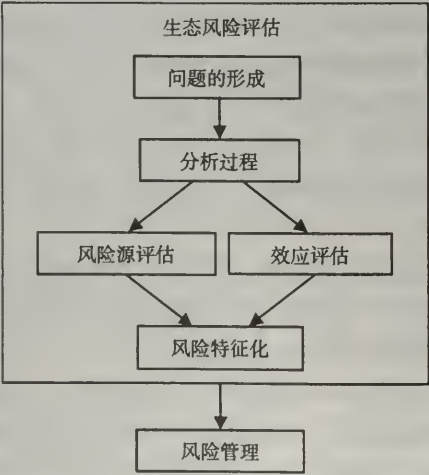 生态风险评估
问题的形成
分析过程
风险源评估
效应评估
风险特征化
风险管理